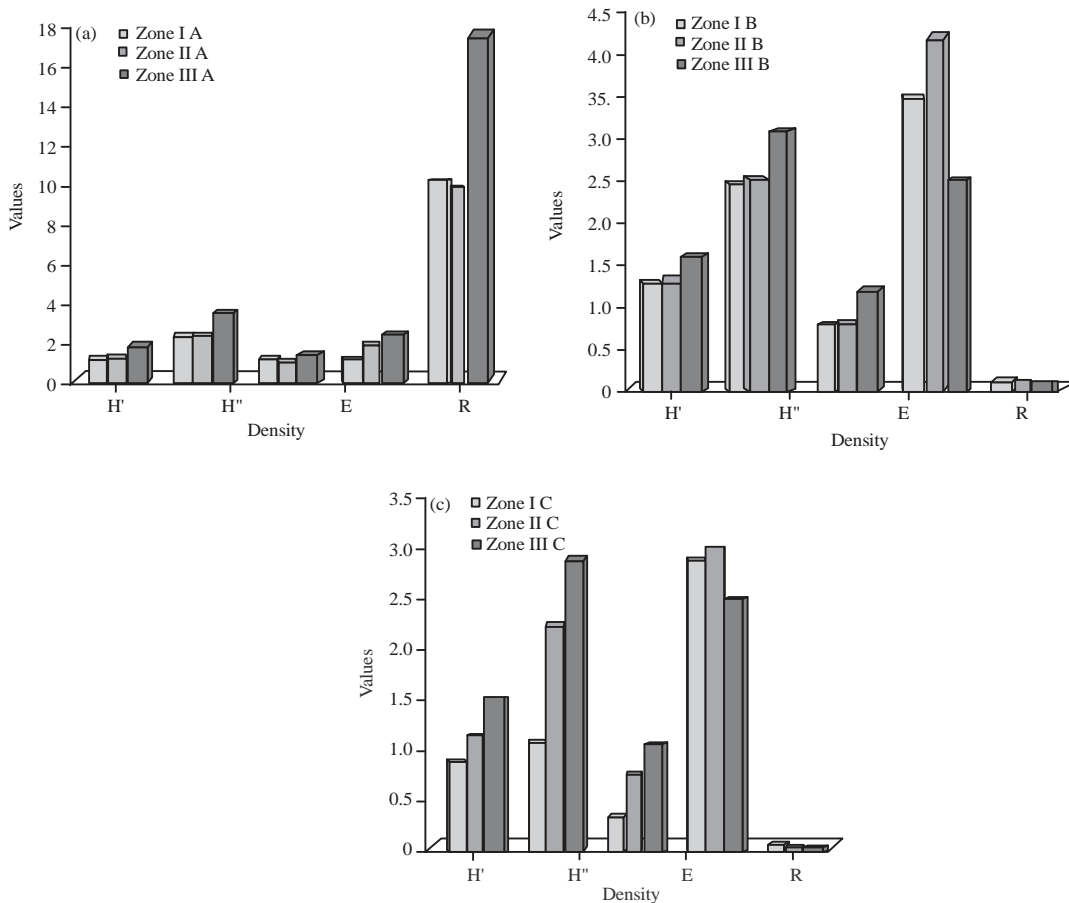 (a)
Zone I A
Zone II A
Zone III A
18
16
14
12
10
8
6
4
2
0
Values
H' H" E R
Density
(b)
Zone I B
Zone II B
Zone III B
4.5
4.0
35.
3.0
2.5
2.0
1.5
1.0
0.5
0
Values
H' H" E R
Density
(c)
Zone I C
Zone II C
Zone III C
3.5
3.0
2.5
2.0
1.5
1.0
0.5
0
Values
H' H" E R
Density